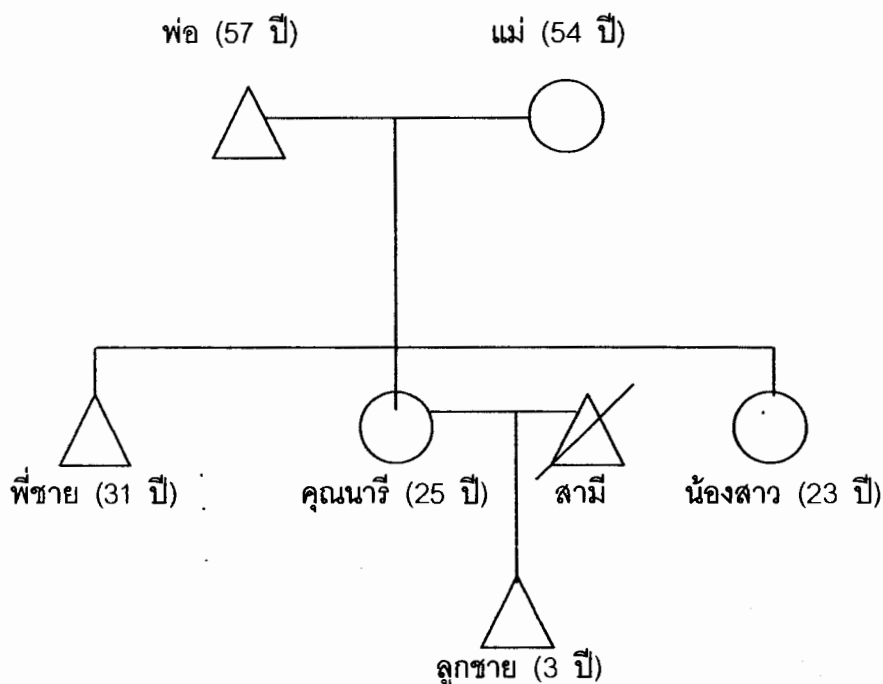 พ่อ (57 ปี) แม่ (54 ปี)
พี่ชาย (31 ปี) คุณนารี (25 ปี) สามี น้องสาว (23 ปี)
ลูกชาย (3 ปี)